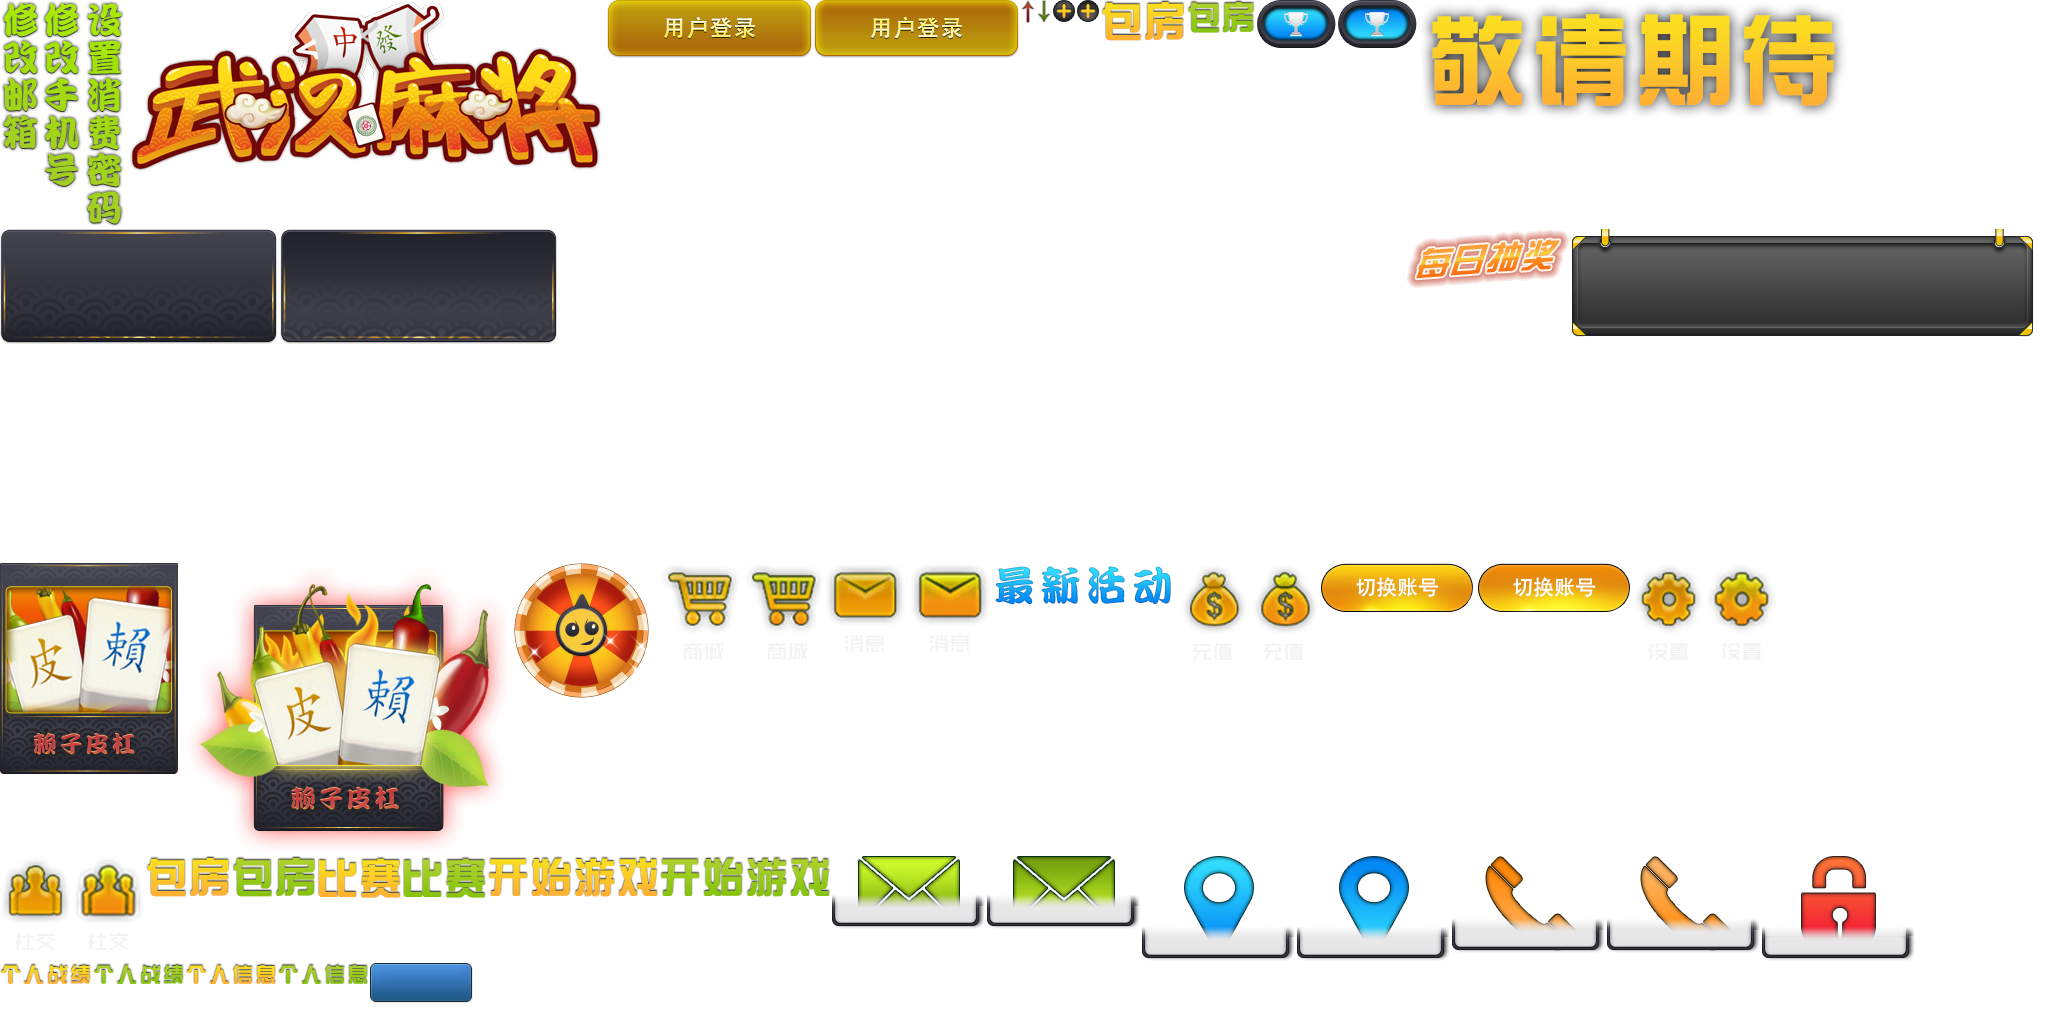 修改邮箱
修改手机号
设置消费密码
中
發
武汉麻将
用户登录
用户登录
包房
包房
敬请期待
每日抽奖
皮
賴
赖子皮杠
皮
賴
赖子皮杠
商城
商城
消息
消息
最新活动
$
充值
$
充值
切换账号
切换账号
设置
设置
社交
社交
包房
包房
比赛
比赛
开始游戏
开始游戏
个人战绩
个人战绩
个人信息
个人信息